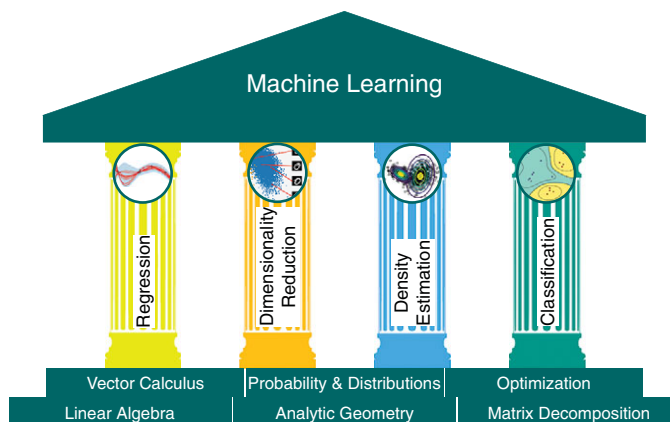 Machine Learning
Regression
Dimensionality
Reduction
Density
Estimation
Classification
Vector Calculus
Probability & Distributions
Optimization
Linear Algebra
Analytic Geometry
Matrix Decomposition